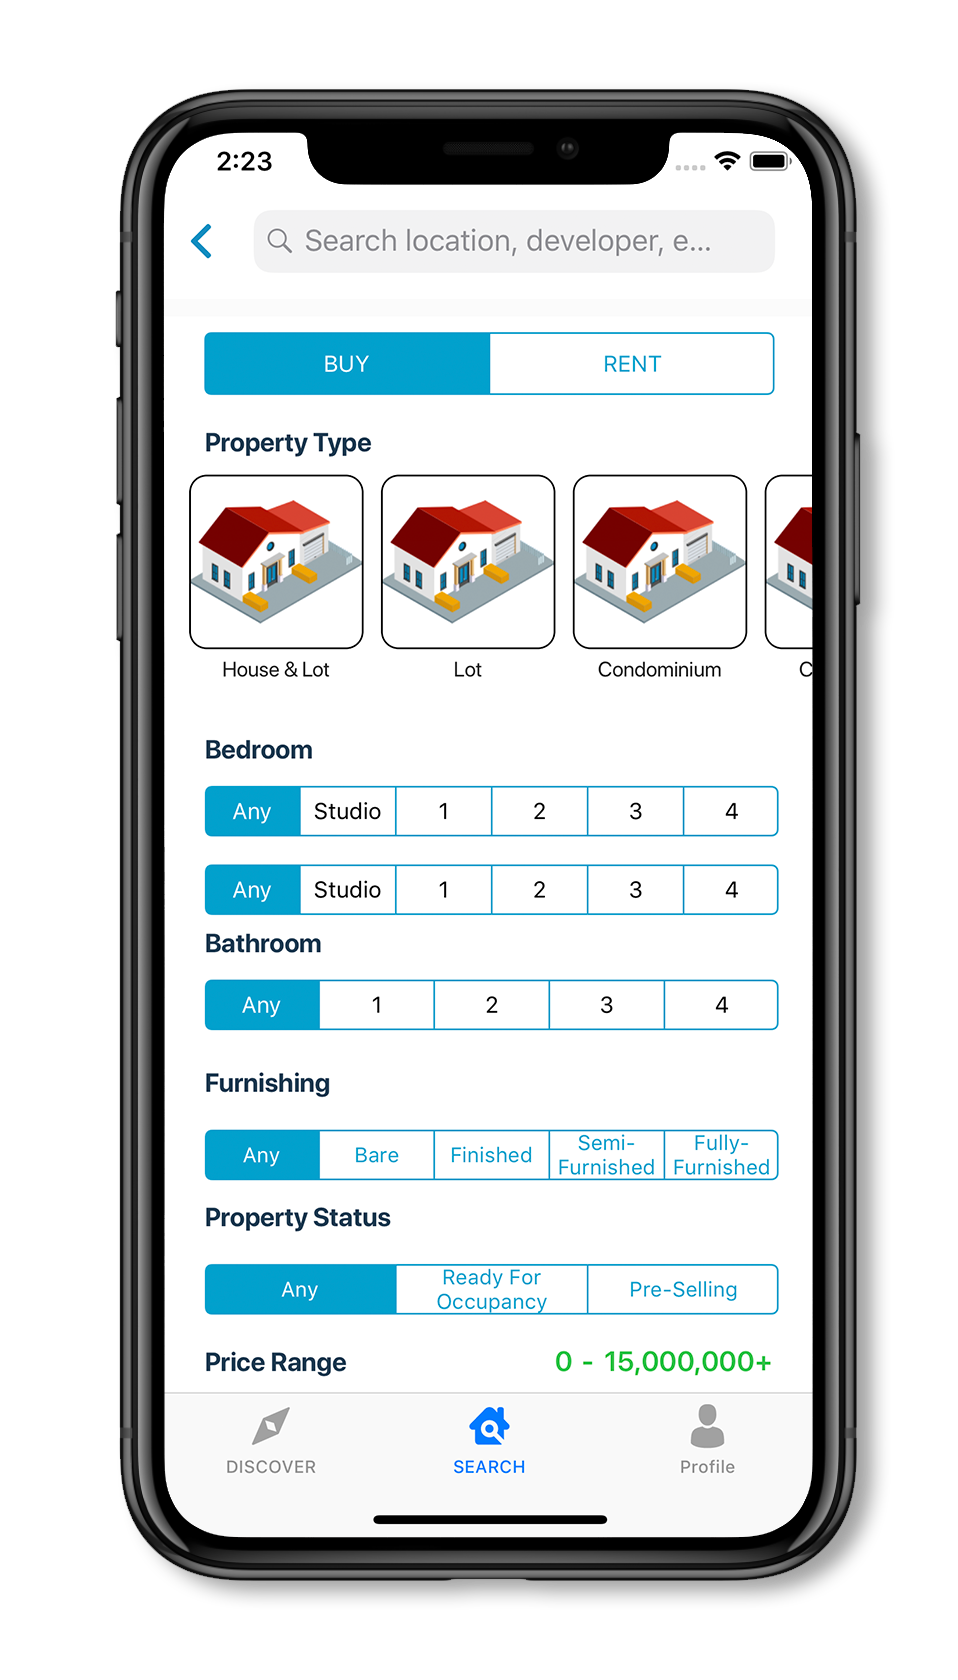 2:23
Search location, developer, e...
BUY
RENT
Property Type
House & Lot
Lot
Condominium
C
Bedroom
Any
Studio
1
2
3
4
Any
Studio
1
2
3
4
Bathroom
Any
1
2
3
4
Furnishing
Any
Bare
Finished
Semi-
Furnished
Fully-
Furnished
Property Status
Any
Ready For
Occupancy
Pre-Selling
Price Range
0 - 15,000,000+
DISCOVER
SEARCH
Profile